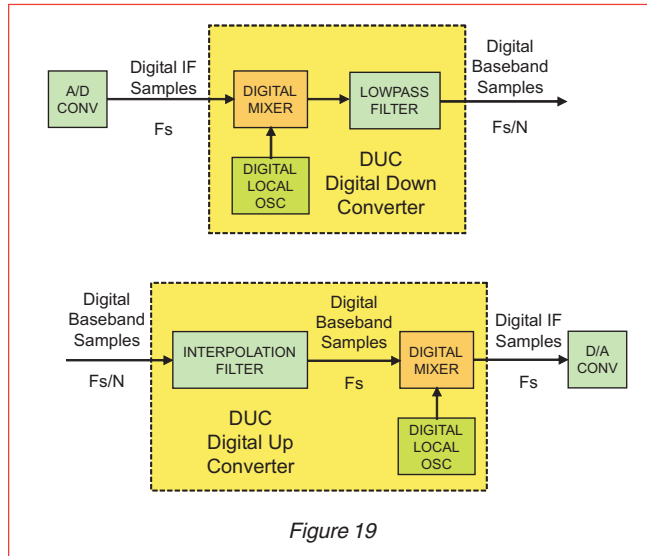 A/D
CONV
Digital IF
Samples
Fs
DIGITAL
MIXER
DIGITAL
LOCAL
OSC
LOWPASS
FILTER
DUC
Digital Down
Converter
Digital
Baseband
Samples
Fs/N
Digital
Baseband
Samples
Fs/N
INTERPOLATION
FILTER
DUC
Digital Up
Converter
Digital
Baseband
Samples
Fs
DIGITAL
MIXER
DIGITAL
LOCAL
OSC
Digital IF
Samples
Fs
D/A
CONV
Figure 19